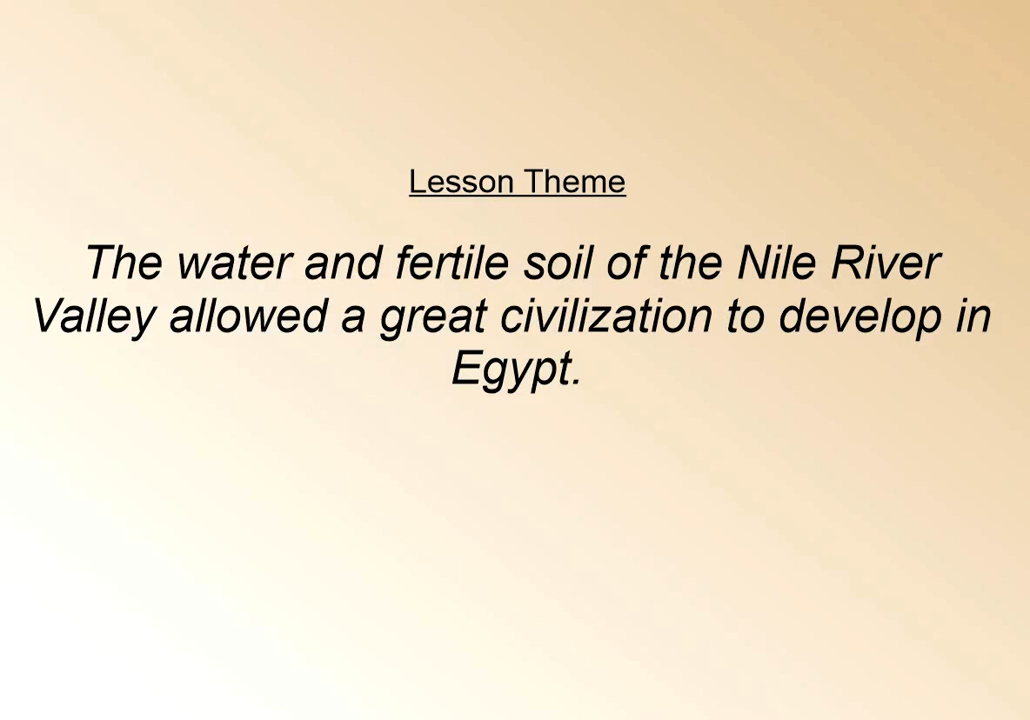 Lesson Theme
The water and fertile soil of the Nile River
Valley allowed a great civilization to develop in
Egypt.